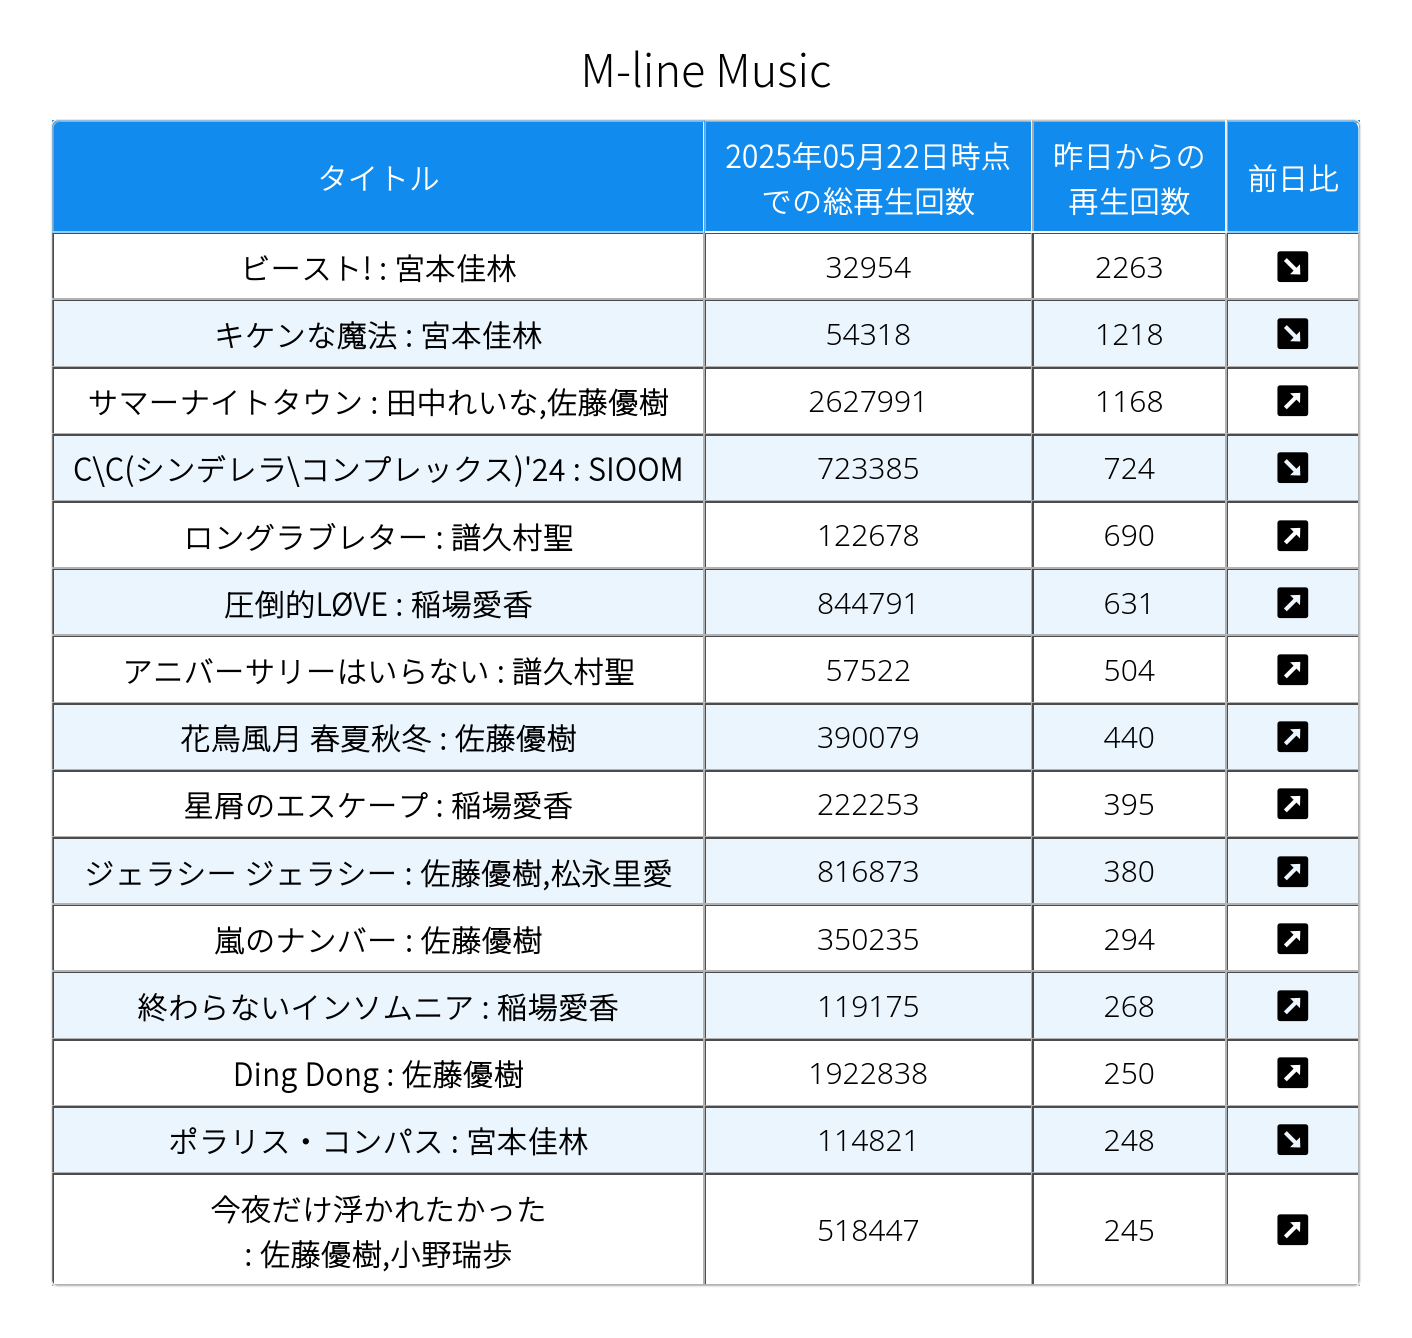 M-line Music
タイトル
2025年05月22日時点
での総再生回数
昨日からの
再生回数
前日比
ビースト! : 宮本佳林 32954 2263 ↘
キケンな魔法 : 宮本佳林 54318 1218 ↘
サマーナイトタウン : 田中れいな,佐藤優樹 2627991 1168 ↗
C\C(シンデレラ\コンプレックス)'24 : SIOOM 723385 724 ↘
ロングラブレター : 譜久村聖 122678 690 ↗
圧倒的LØVE : 稲場愛香 844791 631 ↗
アニバーサリーはいらない : 譜久村聖 57522 504 ↗
花鳥風月 春夏秋冬 : 佐藤優樹 390079 440 ↗
星屑のエスケープ : 稲場愛香 222253 395 ↗
ジェラシー ジェラシー : 佐藤優樹,松永里愛 816873 380 ↗
嵐のナンバー : 佐藤優樹 350235 294 ↗
終わらないインソムニア : 稲場愛香 119175 268 ↗
Ding Dong : 佐藤優樹 1922838 250 ↗
ポラリス・コンパス : 宮本佳林 114821 248 ↘
今夜だけ浮かれたかった
: 佐藤優樹,小野瑞歩 518447 245 ↗